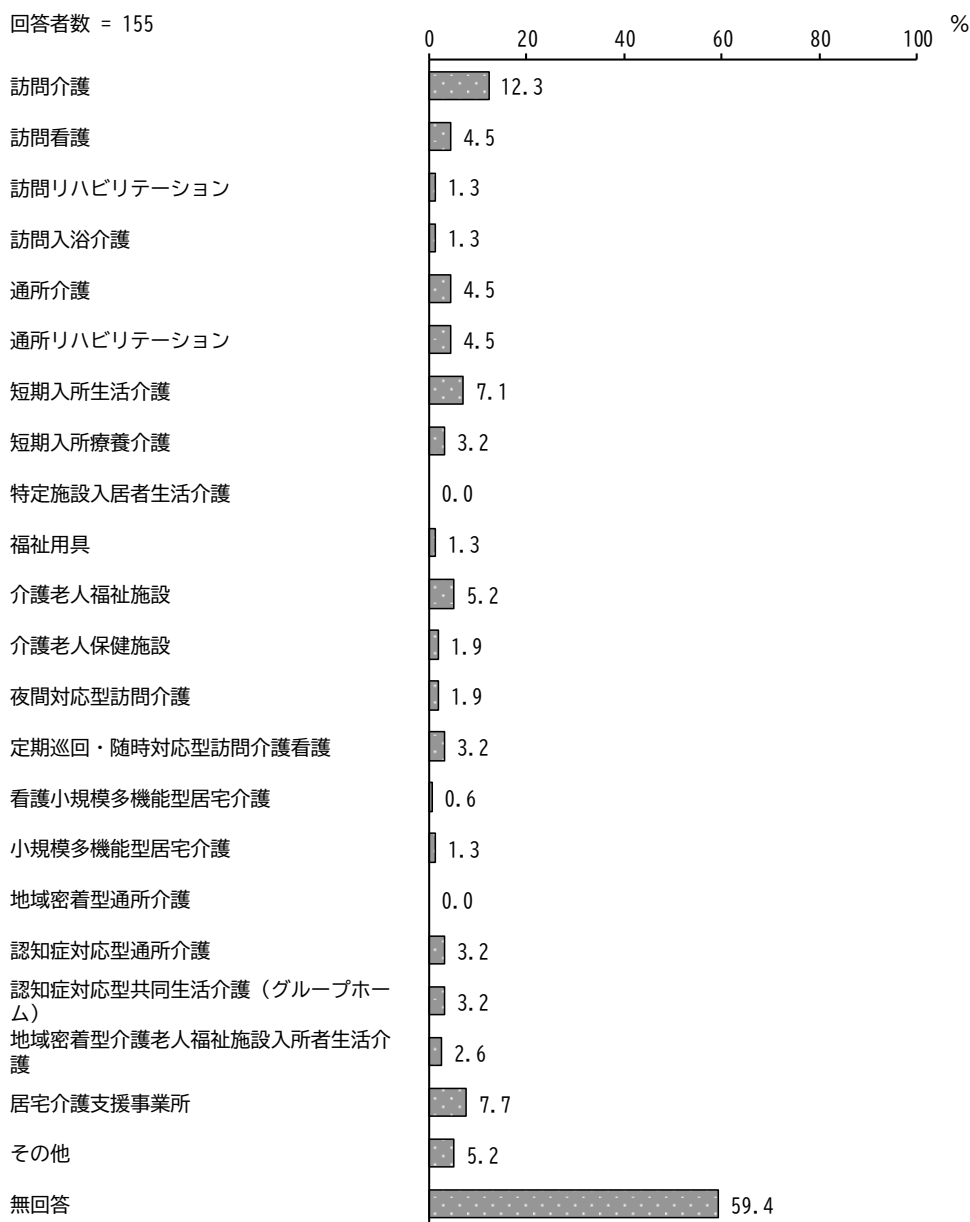 回答者数 = 155
0 20 40 60 80 100 %
訪問介護 12.3
訪問看護 4.5
訪問リハビリテーション 1.3
訪問入浴介護 1.3
通所介護 4.5
通所リハビリテーション 4.5
短期入所生活介護 7.1
短期入所療養介護 3.2
特定施設入居者生活介護 0.0
福祉用具 1.3
介護老人福祉施設 5.2
介護老人保健施設 1.9
夜間対応型訪問介護 1.9
定期巡回・随時対応型訪問介護看護 3.2
看護小規模多機能型居宅介護 0.6
小規模多機能型居宅介護 1.3
地域密着型通所介護 0.0
認知症対応型通所介護 3.2
認知症対応型共同生活介護（グループホー
ム） 3.2
地域密着型介護老人福祉施設入所者生活介
護 2.6
居宅介護支援事業所 7.7
その他 5.2
無回答 59.4